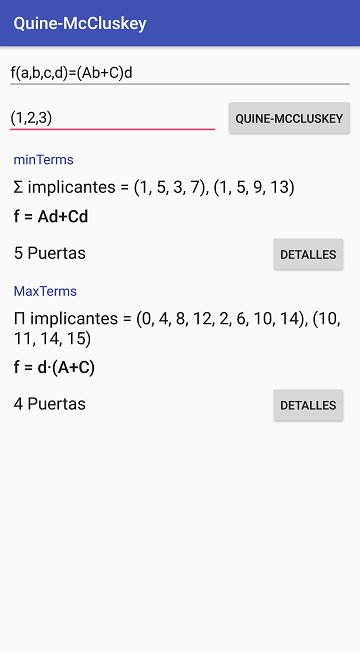 Quine-McCluskey
f(a,b,c,d)=(Ab+C)d
(1,2,3)
QUINE-MCCLUSKEY
minTerms
Σ implicantes = (1, 5, 3, 7), (1, 5, 9, 13)
f = Ad+Cd
5 Puertas
DETALLES
MaxTerms
Π implicantes = (0, 4, 8, 12, 2, 6, 10, 14), (10,
11, 14, 15)
f = d·(A+C)
4 Puertas
DETALLES